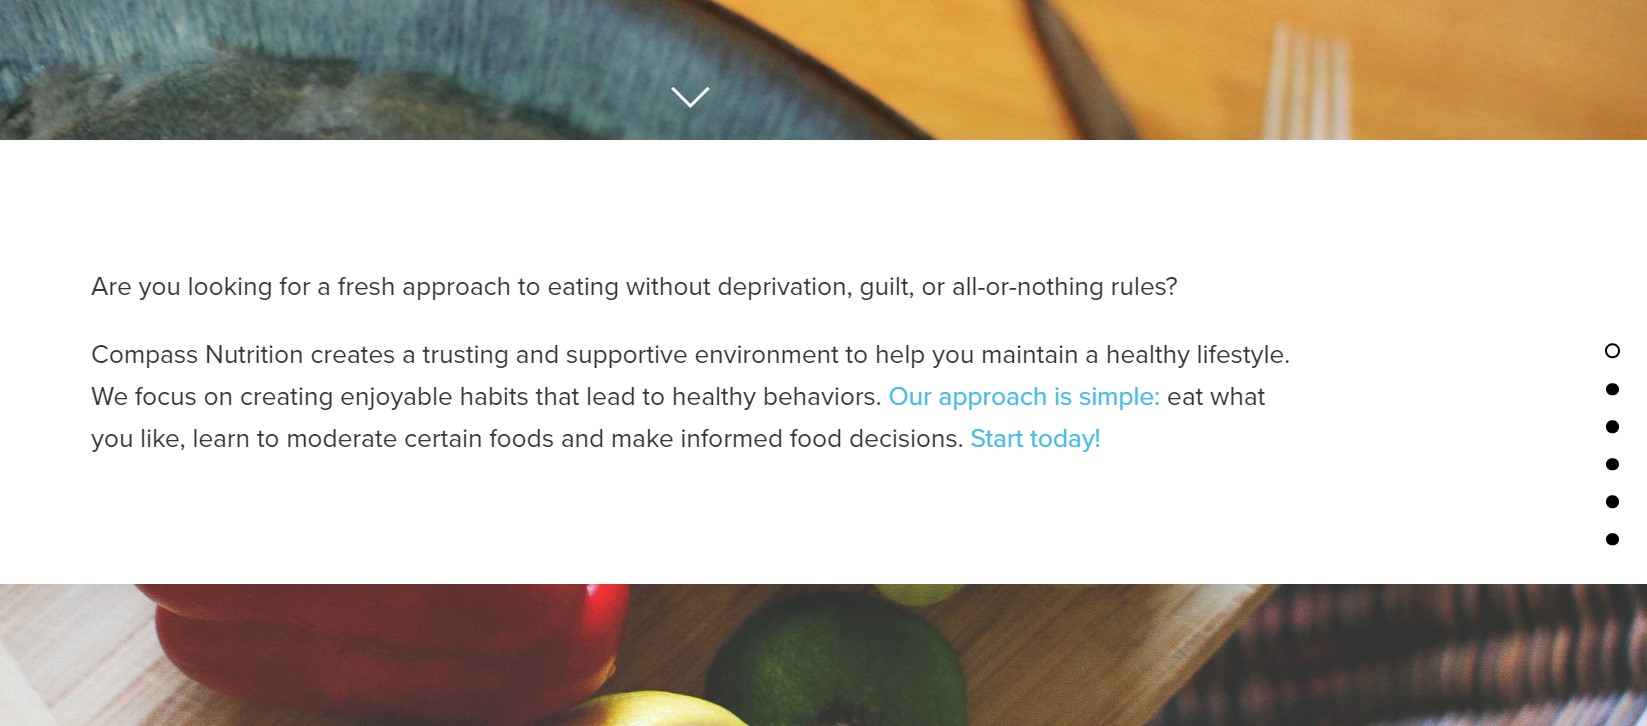 Are you looking for a fresh approach to eating without deprivation, guilt, or all-or-nothing rules?
Compass Nutrition creates a trusting and supportive environment to help you maintain a healthy lifestyle.
We focus on creating enjoyable habits that lead to healthy behaviors. Our approach is simple: eat what
you like, learn to moderate certain foods and make informed food decisions. Start today!